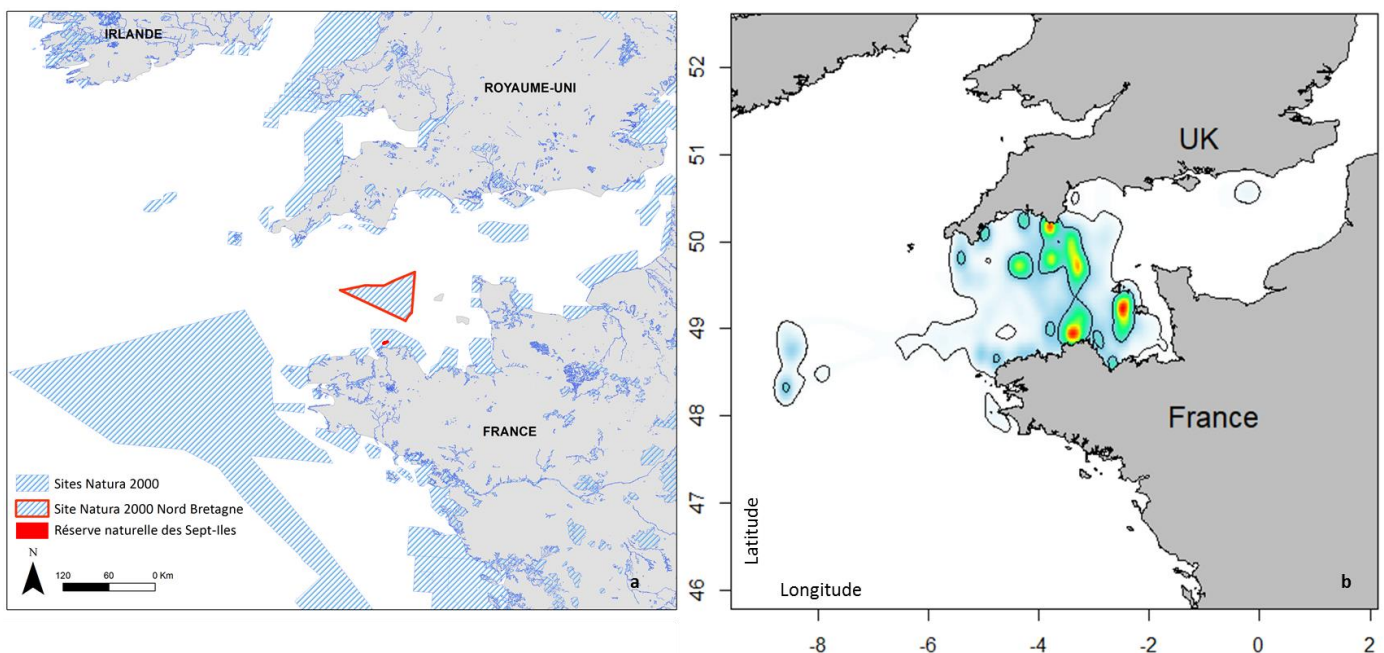 IRLANDE
ROYAUME-UNI
FRANCE
Sites Natura 2000
Site Natura 2000 Nord Bretagne
Réserve naturelle des Sept-Iles
N
120 60 0 Km
a
52
51
50
49
48
47
46
UK
France
Latitude
Longitude
b
-8 -6 -4 -2 0 2